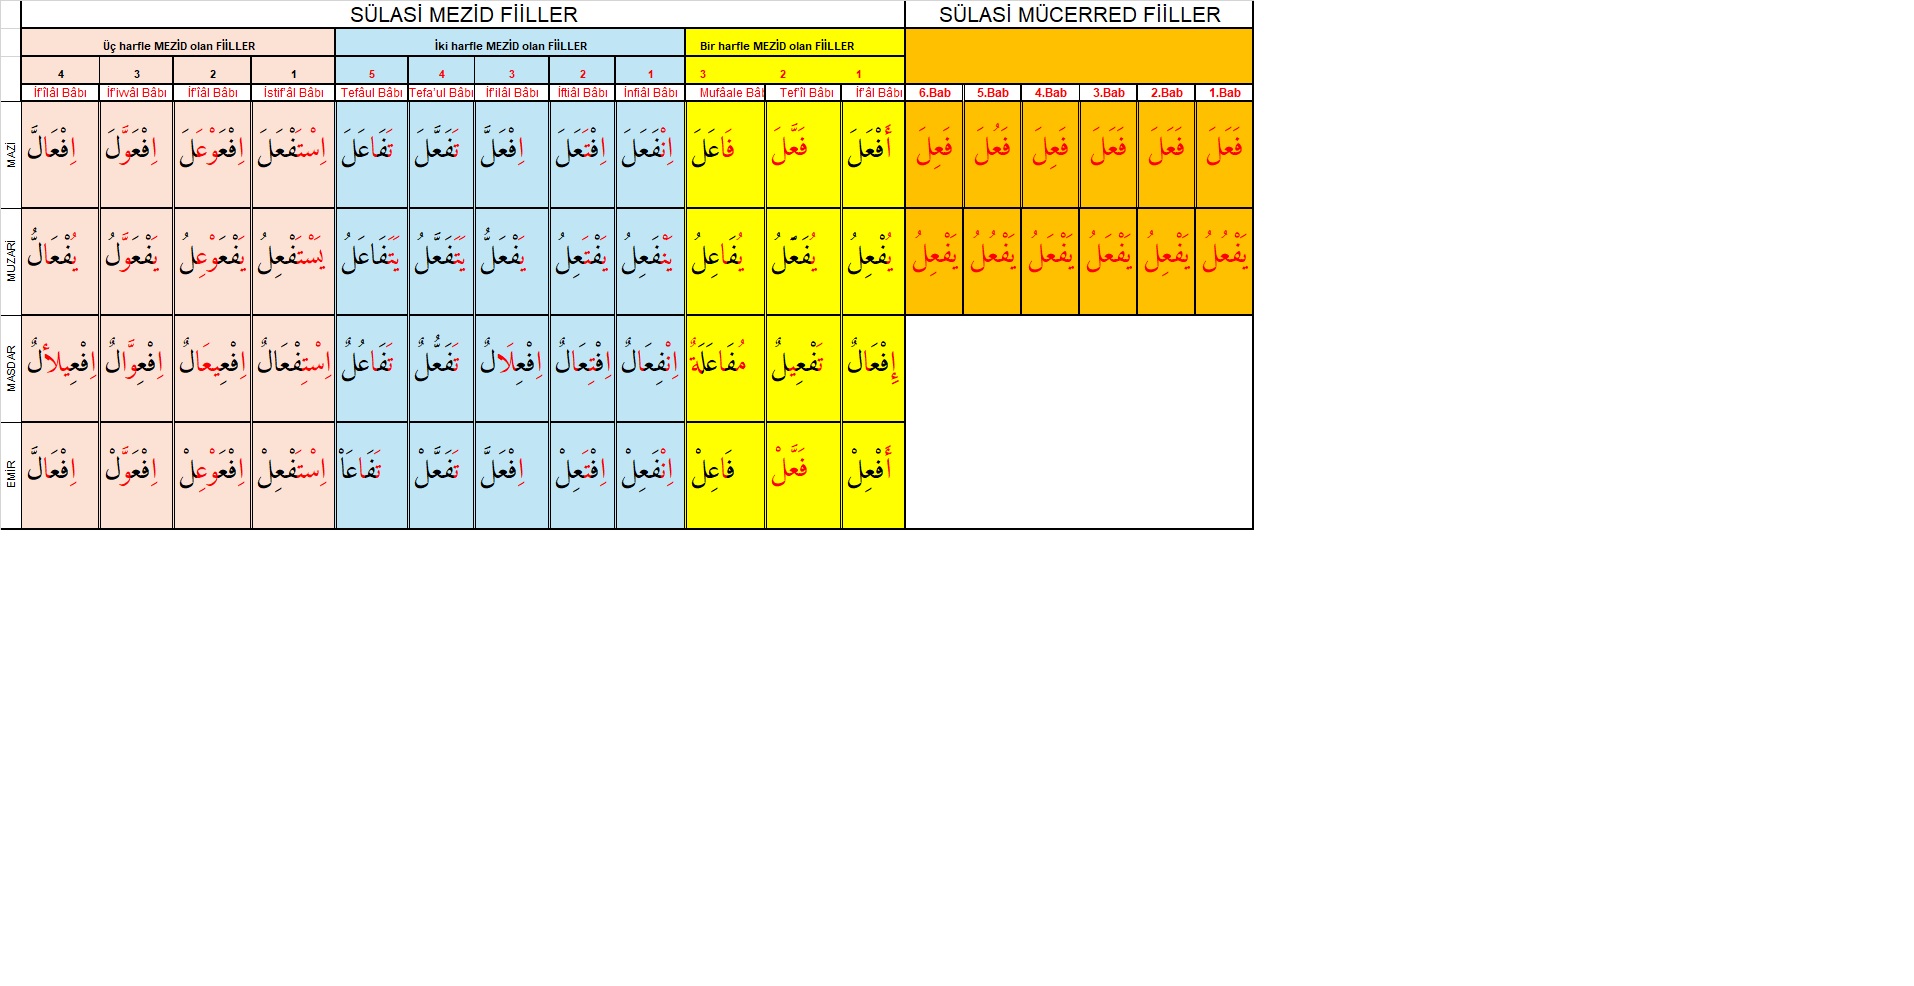 SÜLASİ MEZİD FİİLLER SÜLASİ MÜCERRED FİİLLER
Üç harfle MEZİD olan FİİLLER İki harfle MEZİD olan FİİLLER Bir harfle MEZİD olan FİİLLER
4 3 2 1 5 4 3 2 1 3 2 1
İf'îlâl Bâbı İf'ivvâl Bâbı İf'îâl Bâbı İstif'âl Bâbı Tefâul Bâbı Tefa'ul Bâbı İf'ilâl Bâbı İftiâl Bâbı İnfiâl Bâbı Mufâale Bâl Tef'îl Bâbı İf'âl Bâbı 6.Bab 5.Bab 4.Bab 3.Bab 2.Bab 1.Bab
MAZİ اِفْعَالَّ اِفْعَوَّلَ اِفْعَوْعَلَ اِسْتَفْعَلَ تَفَاعَلَ تَفَعَّلَ اِفْعَلَّ اِفْتَعَلَ اِنْفَعَلَ فَاعَلَ فَعَّلَ أَفْعَلَ فَعِلَ فَعُلَ فَعِلَ فَعَلَ فَعَلَ فَعَلَ
MUZARİ يُفْعَالُّ يَفْعَوَّلُ يَفْعَوْعِلُ يَسْتَفْعِلُ يَتَفَاعَلُ يَتَفَعَّلُ يَفْعَلُّ يَفْتَعِلُ يَنْفَعِلُ يُفَاعِلُ يُفَعّلُ يُفْعِلُ يَفْعِلُ يَفْعُلُ يَفْعَلُ يَفْعَلُ يَفْعِلُ يَفْعُلُ
MASDAR اِفْعِيلاٌلٌ اِفْعِوَّالٌ اِفْعِيعَالٌ اِسْتِفْعَالٌ تَفَاعُلٌ تَفَعُّلٌ اِفْعِلَالٌ اِفْتِعَالٌ اِنْفِعَالٌ مُفَاعَلَةٌ تَفْعِيلٌ إِفْعَالٌ
EMİR اِفْعَالَّ اِفْعَوَّلْ اِفْعَوْعِلْ اِسْتَفْعِلْ تَفَاعَاْ تَفَعَّلْ اِفْعَلَّ اِفْتَعِلْ اِنْفَعِلْ فَاعِلْ فَعَّلْ أَفْعِلْ